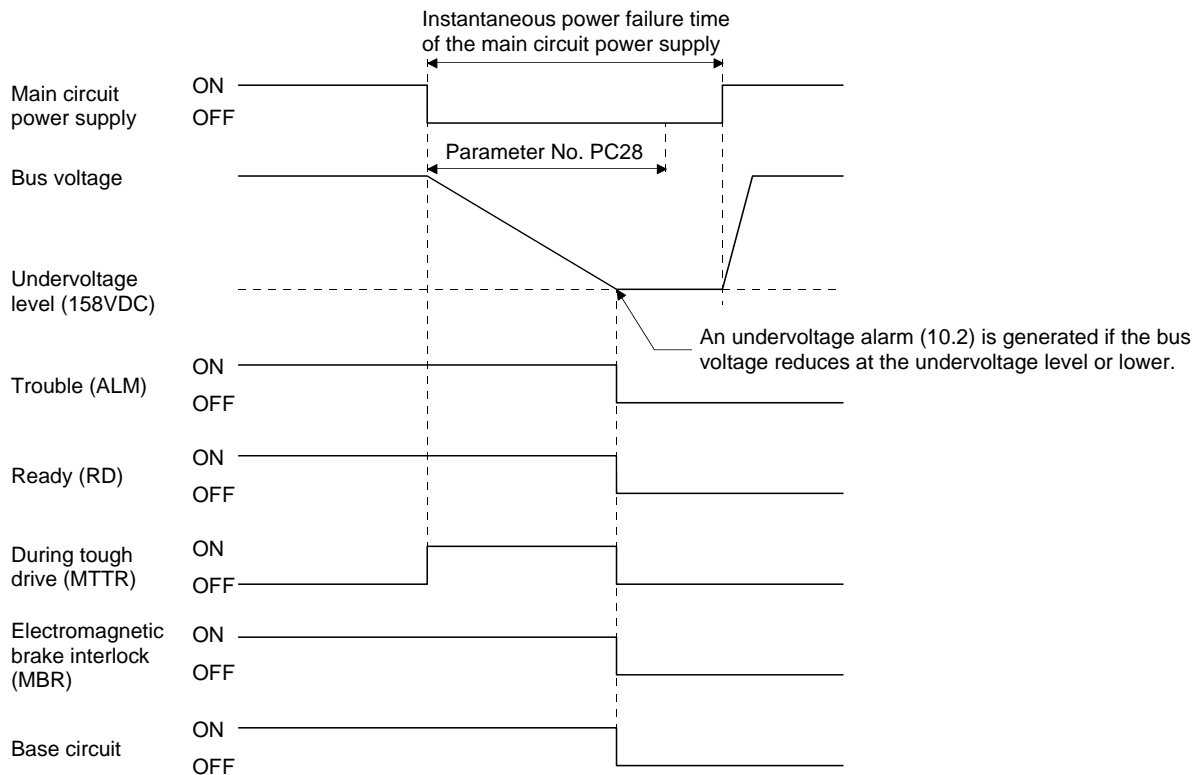 Instantaneous power failure time
of the main circuit power supply
Main circuit
power supply
ON
OFF
Parameter No. PC28
Bus voltage
Undervoltage
level (158VDC)
An undervoltage alarm (10.2) is generated if the bus
voltage reduces at the undervoltage level or lower.
Trouble (ALM)
ON
OFF
Ready (RD)
ON
OFF
During tough
drive (MTTR)
ON
OFF
Electromagnetic
brake interlock
(MBR)
ON
OFF
Base circuit
ON
OFF